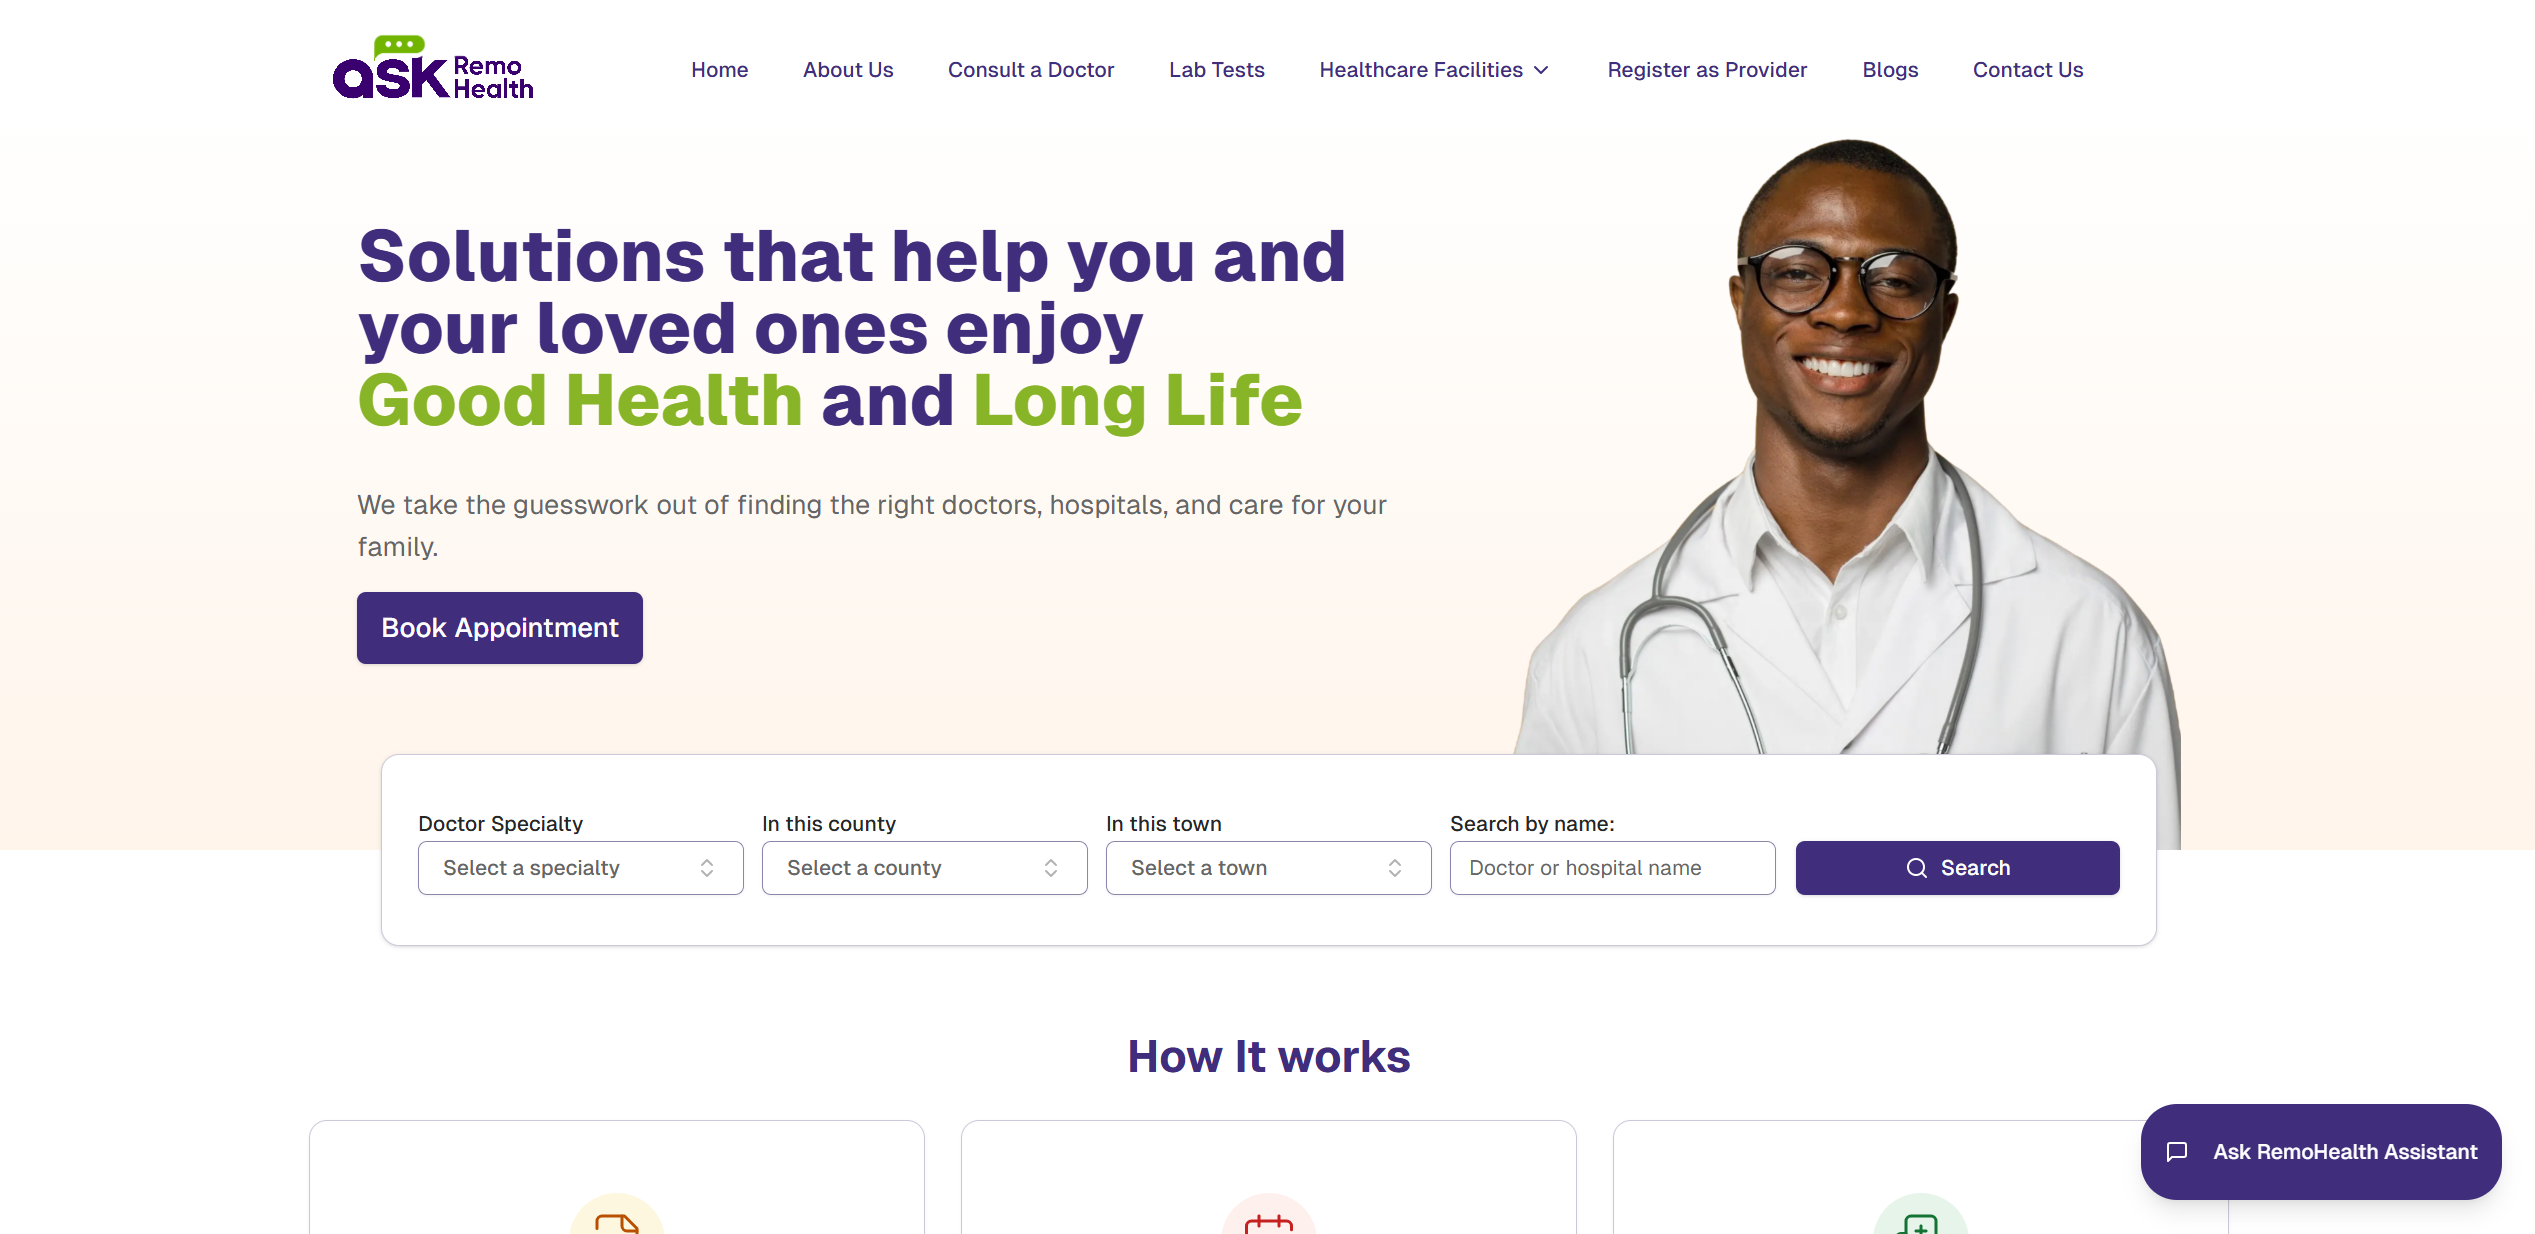 ask Remo Health
Home
About Us
Consult a Doctor
Lab Tests
Healthcare Facilities
Register as Provider
Blogs
Contact Us
Solutions that help you and
your loved ones enjoy
Good Health and Long Life
We take the guesswork out of finding the right doctors, hospitals, and care for your
family.
Book Appointment
Doctor Specialty
Select a specialty
In this county
Select a county
In this town
Select a town
Search by name:
Doctor or hospital name
Search
How It works
Ask RemoHealth Assistant